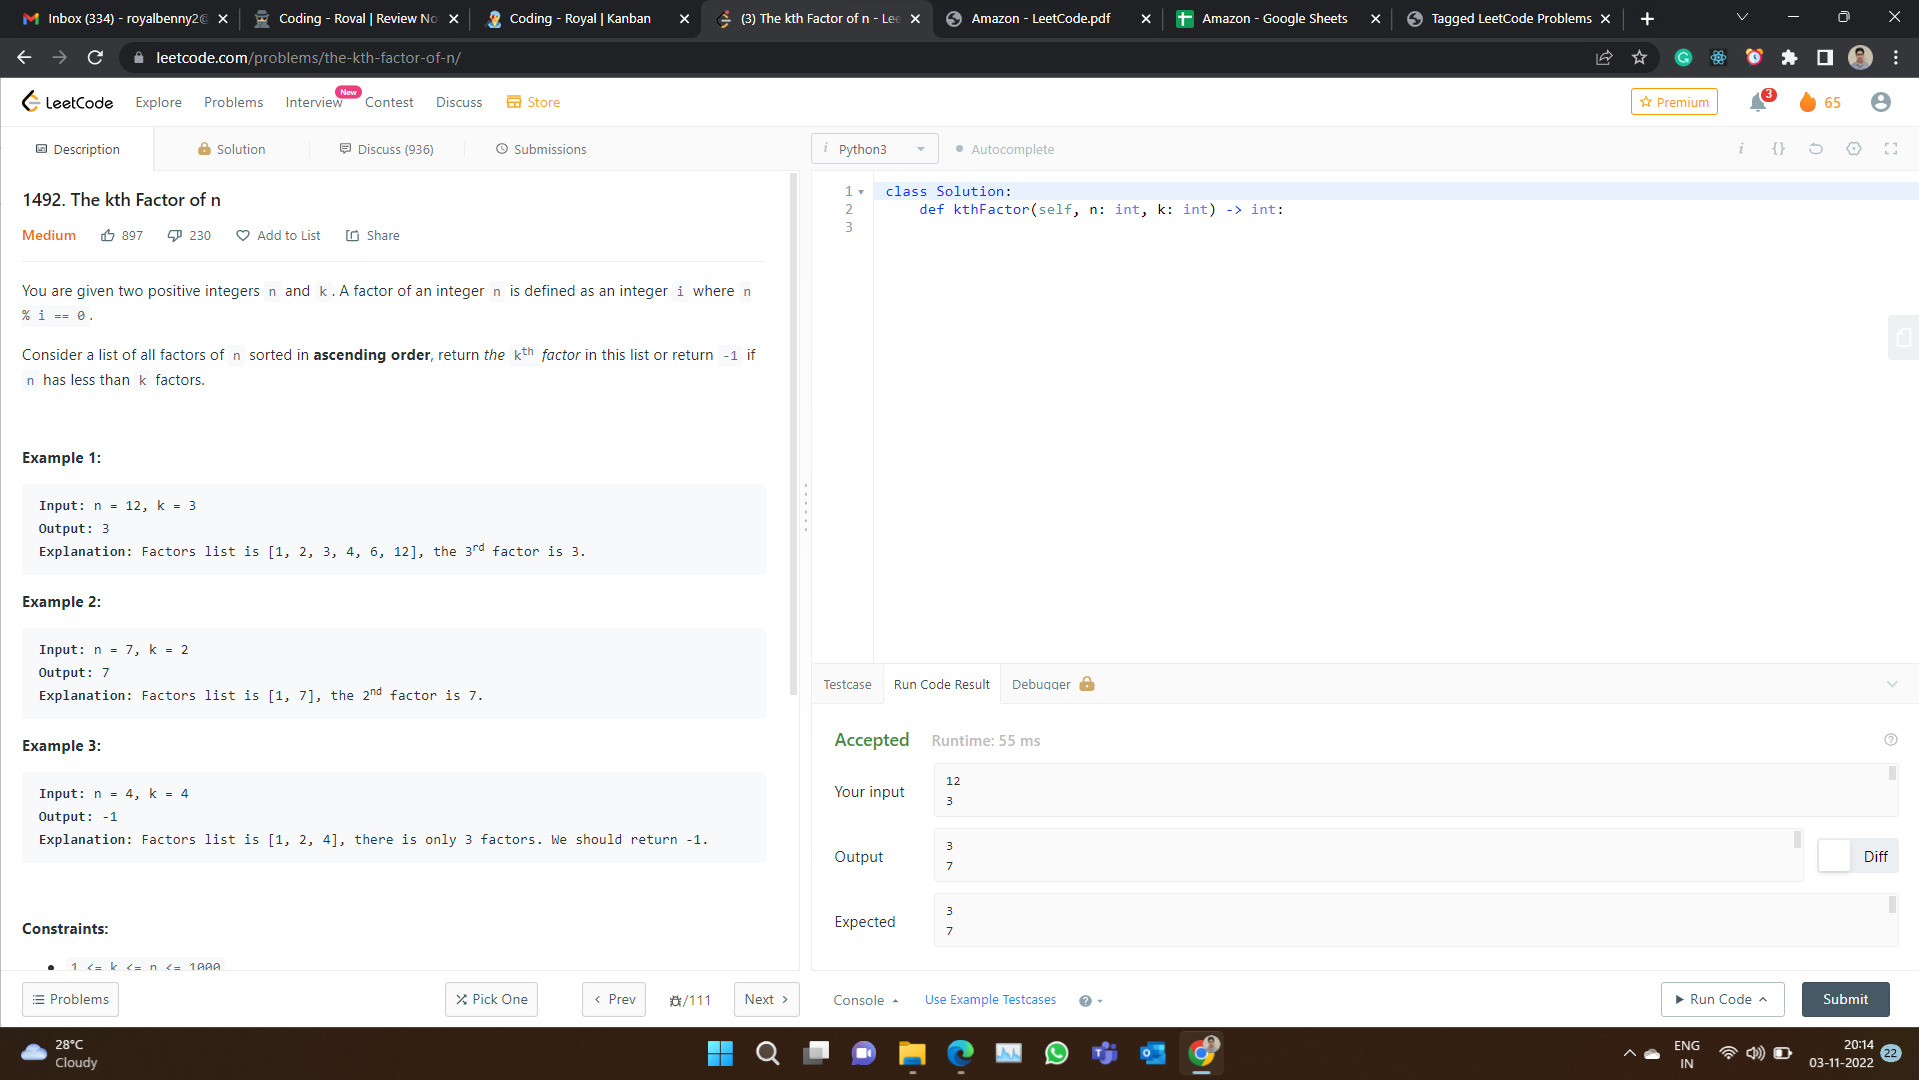 Inbox (334) - royalbenny2@
Coding - Royal | Review No
Coding - Royal | Kanban
(3) The kth Factor of n - Lee
Amazon - LeetCode.pdf
Amazon - Google Sheets
Tagged LeetCode Problems
leetcode.com/problems/the-kth-factor-of-n/
LeetCode
Explore
Problems
Interview
New
Contest
Discuss
Store
Premium
3
65
Description
Solution
Discuss (936)
Submissions
i Python3
Autocomplete
i {}
1492. The kth Factor of n
Medium
897
230
Add to List
Share
You are given two positive integers n and k. A factor of an integer n is defined as an integer i where n
% i == 0.
Consider a list of all factors of n sorted in ascending order, return the kth factor in this list or return -1 if
n has less than k factors.
Example 1:
Input: n = 12, k = 3
Output: 3
Explanation: Factors list is [1, 2, 3, 4, 6, 12], the 3rd factor is 3.
Example 2:
Input: n = 7, k = 2
Output: 7
Explanation: Factors list is [1, 7], the 2nd factor is 7.
Example 3:
Input: n = 4, k = 4
Output: -1
Explanation: Factors list is [1, 2, 4], there is only 3 factors. We should return -1.
Constraints:
1 <= k <= n <= 1000
Problems
Pick One
Prev
/111
Next
1 class Solution:
2 def kthFactor(self, n: int, k: int) -> int:
3
Testcase
Run Code Result
Debugger
Accepted
Runtime: 55 ms
Your input
12
3
Output
3
7
Diff
Expected
3
7
Console
Use Example Testcases
Run Code
Submit
28°C
Cloudy
ENG
IN
20:14
03-11-2022
22